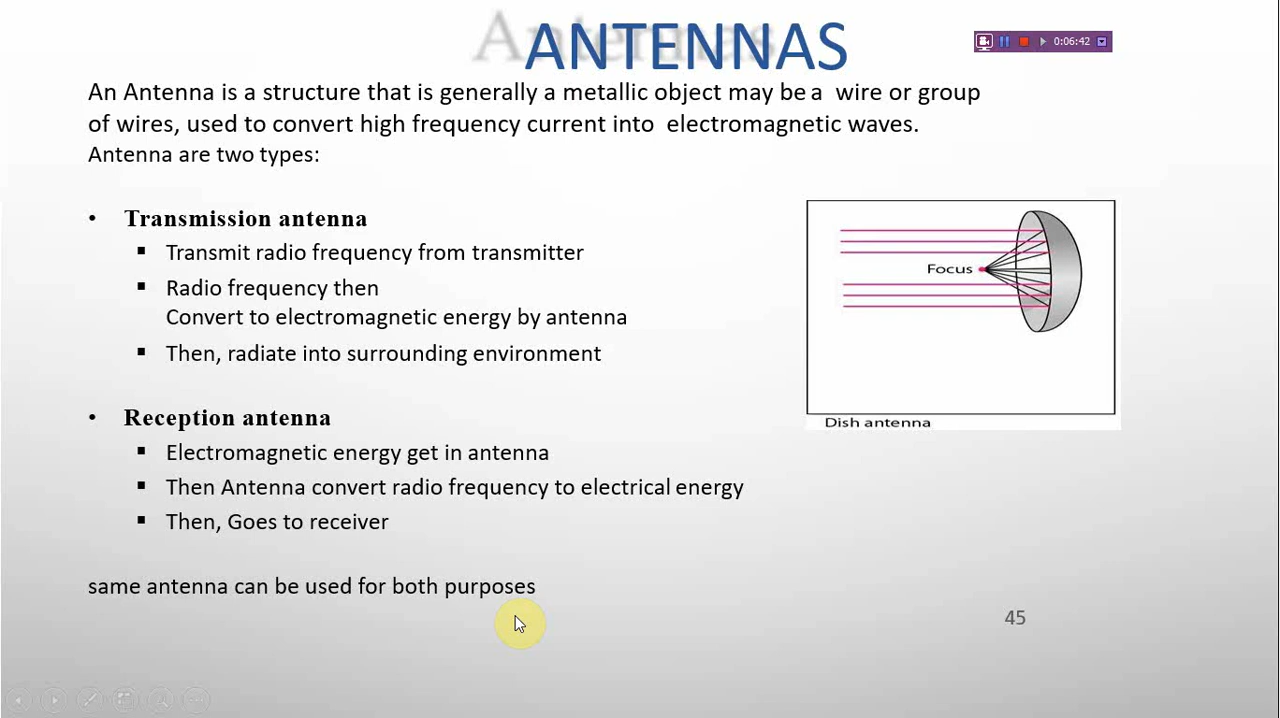 Antennas
ANTENNAS
0:06:42
An Antenna is a structure that is generally a metallic object may be a wire or group
of wires, used to convert high frequency current into electromagnetic waves.
Antenna are two types:
• Transmission antenna
▪ Transmit radio frequency from transmitter
▪ Radio frequency then
Convert to electromagnetic energy by antenna
▪ Then, radiate into surrounding environment
• Reception antenna
▪ Electromagnetic energy get in antenna
▪ Then Antenna convert radio frequency to electrical energy
▪ Then, Goes to receiver
same antenna can be used for both purposes
Focus
Dish antenna
45